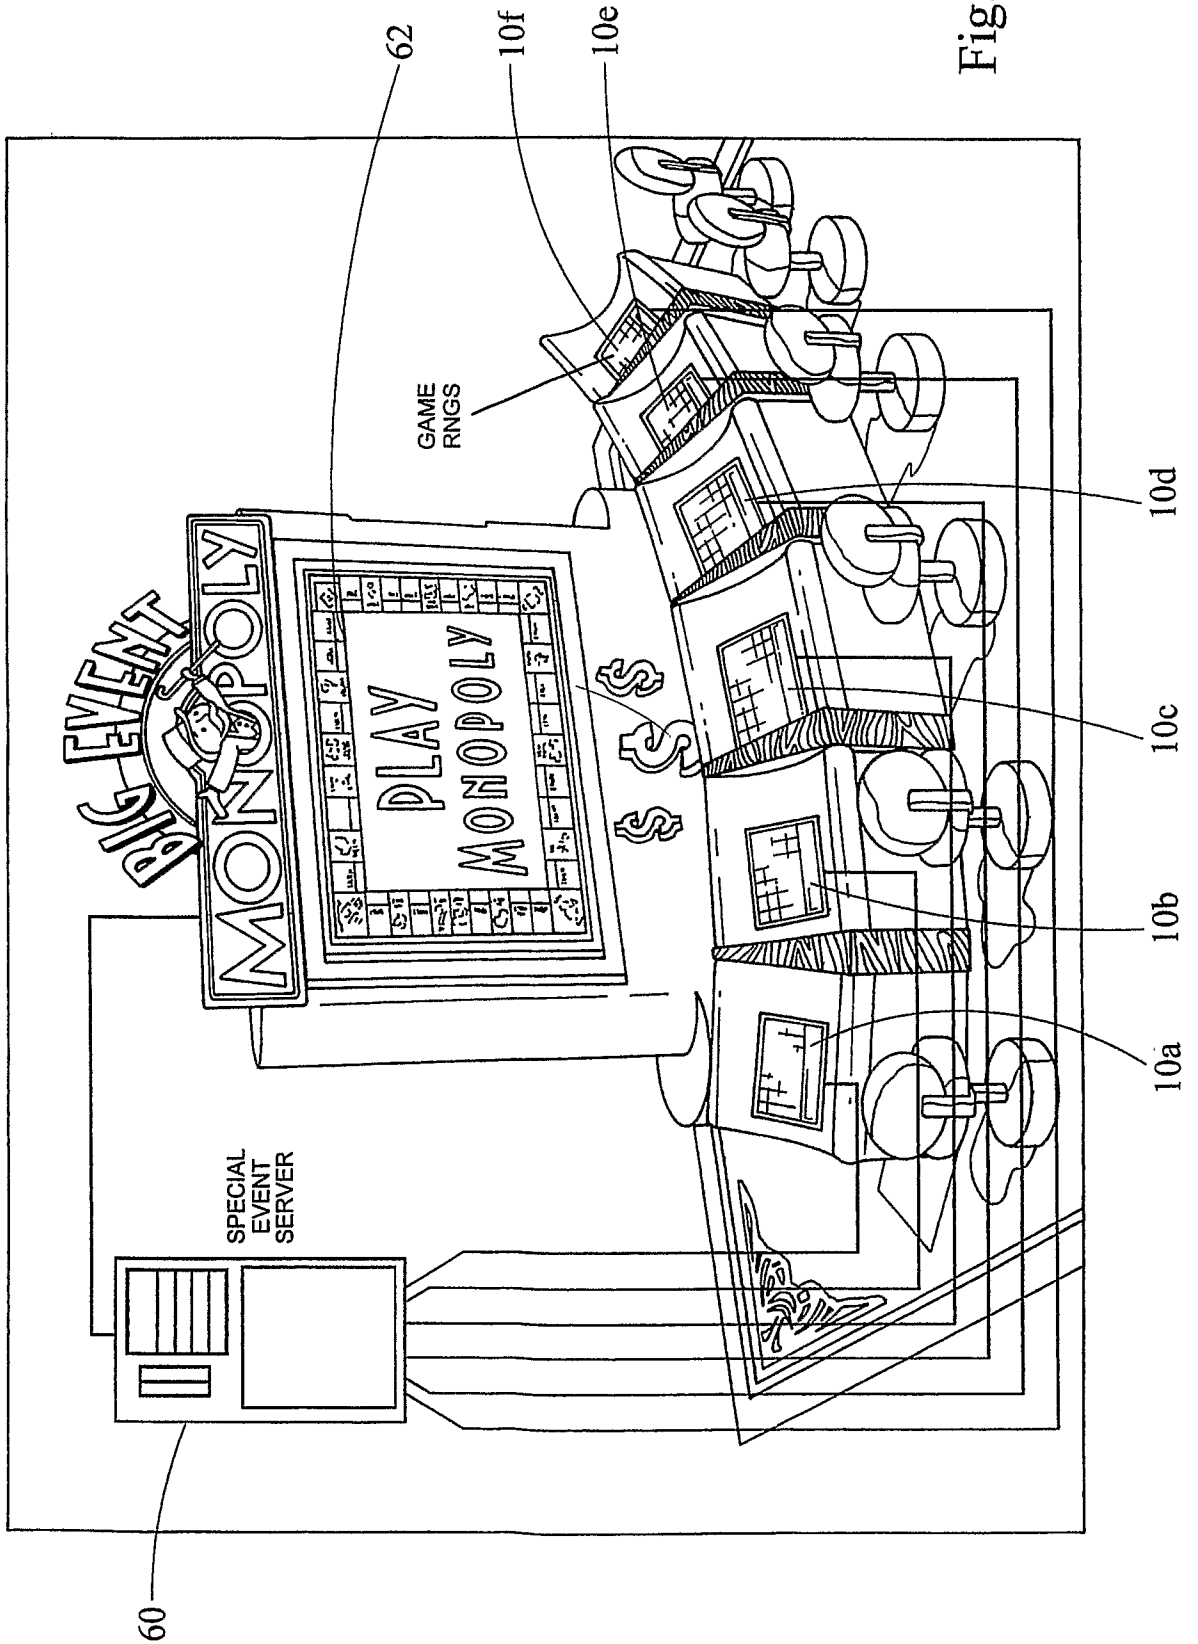 BIG EVENT
MONOPOLY
PLAY
MONOPOLY
$ $ $
SPECIAL
EVENT
SERVER
GAME
RNGS
60
62
10f
10e
10a
10b
10c
10d
Fig